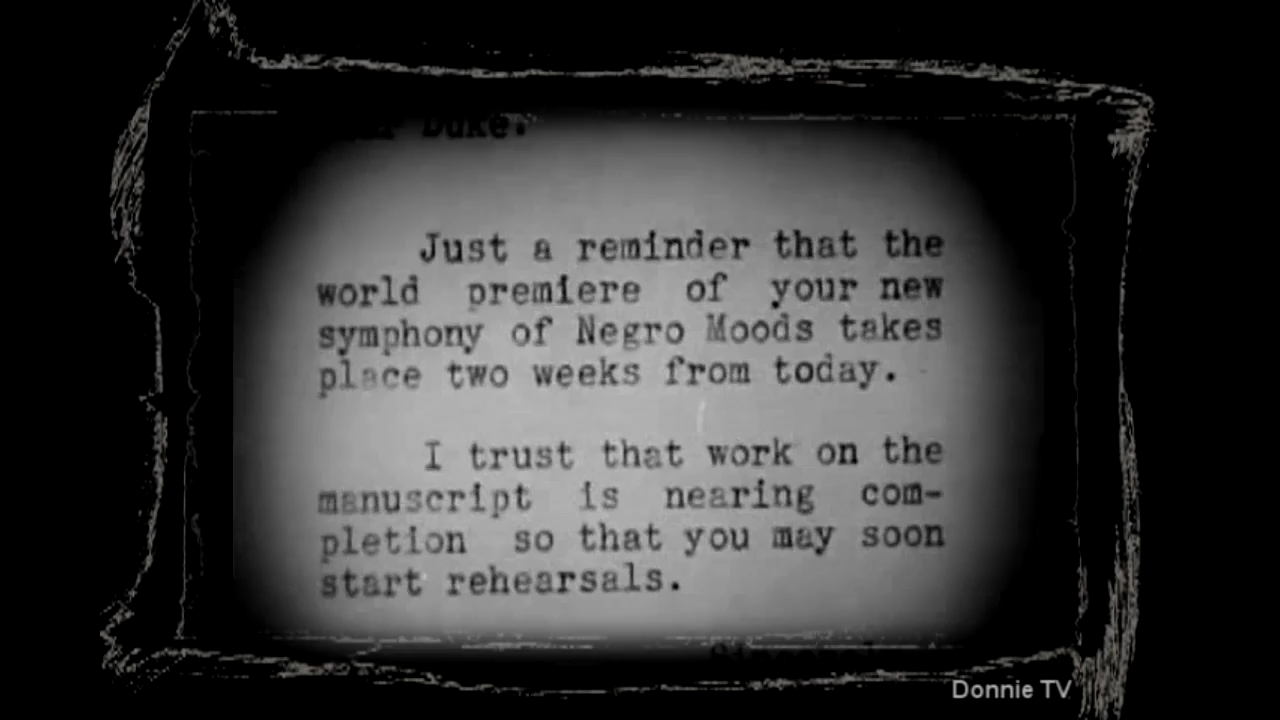 Duke:
Just a reminder that the
world premiere of your new
symphony of Negro Moods takes
place two weeks from today.
I trust that work on the
manuscript is nearing com-
pletion so that you may soon
start rehearsals.
Donnie TV